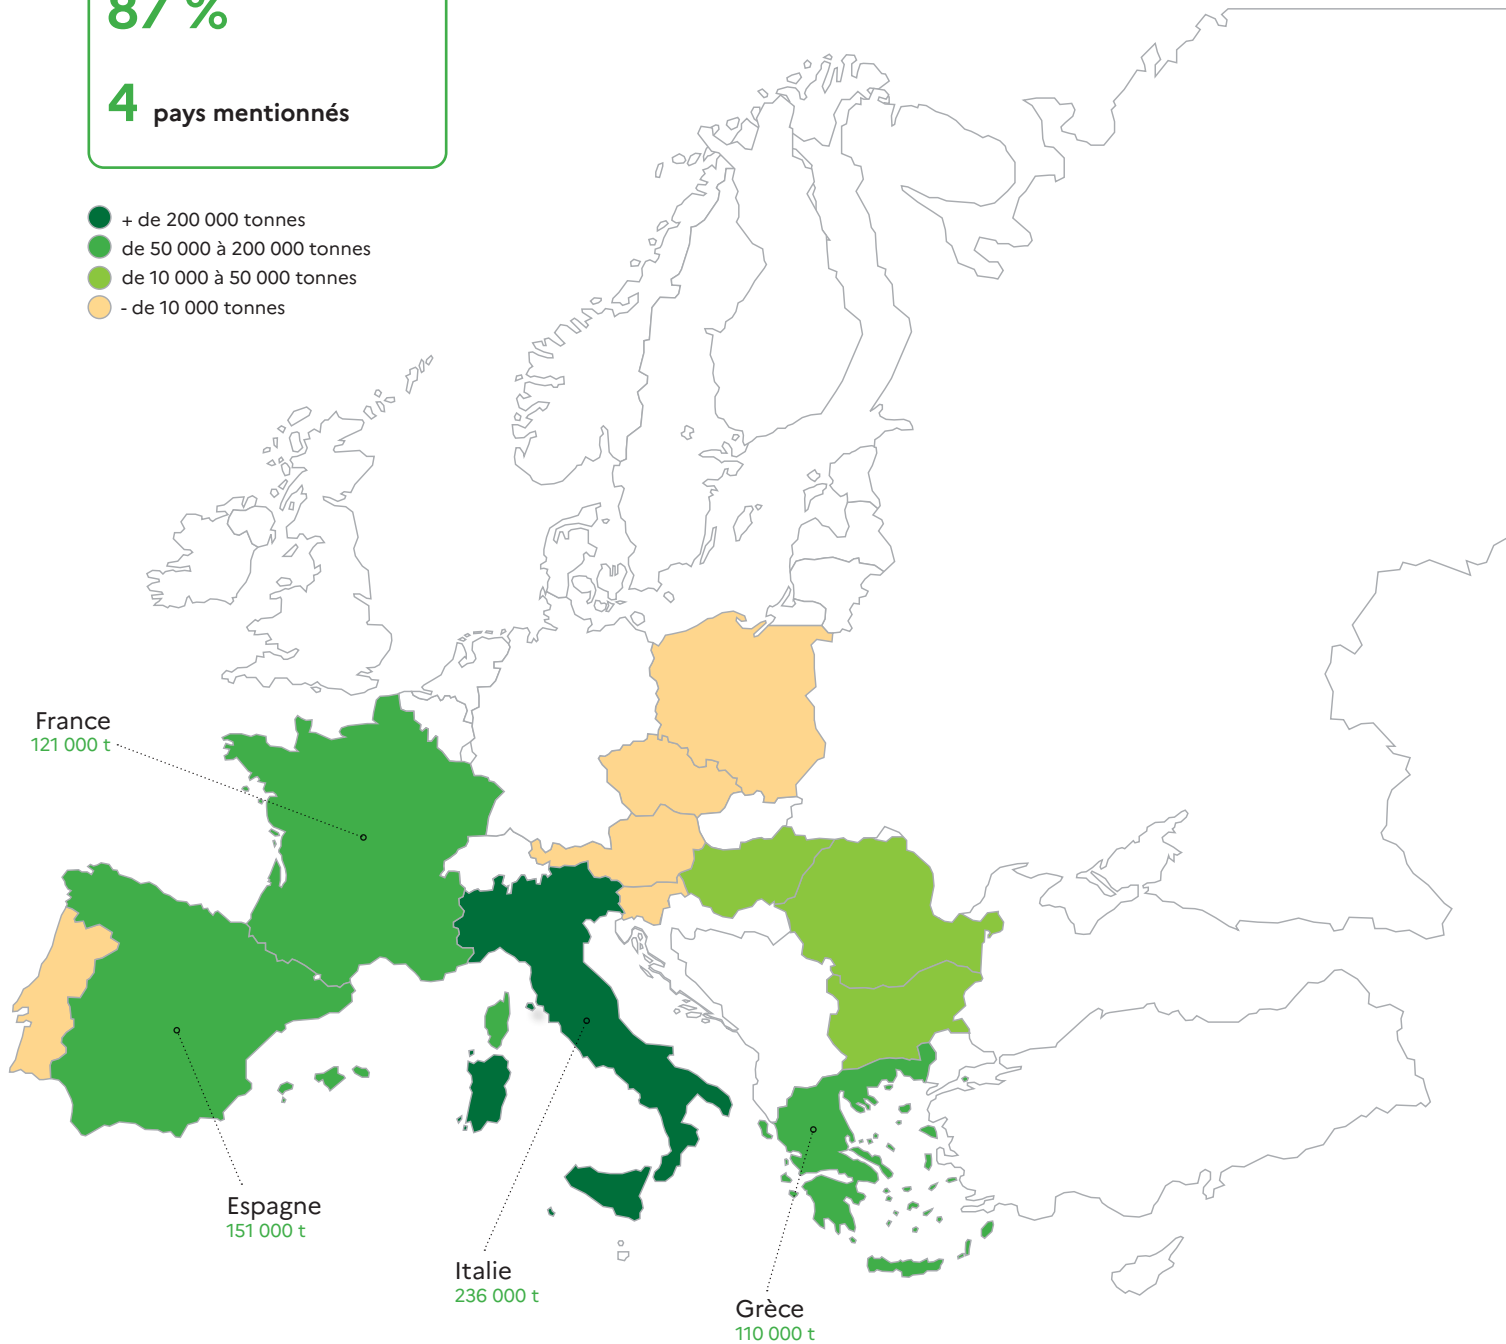 87 %
4 pays mentionnés
+ de 200 000 tonnes
de 50 000 à 200 000 tonnes
de 10 000 à 50 000 tonnes
- de 10 000 tonnes
France
121 000 t
Espagne
151 000 t
Italie
236 000 t
Grèce
110 000 t